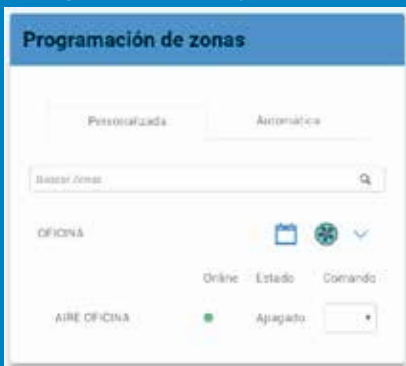 Programación de zonas
Personalizada Automática
Buscar zonas
OFICINA
Online Estado Comando
AIRE OFICINA Apagado